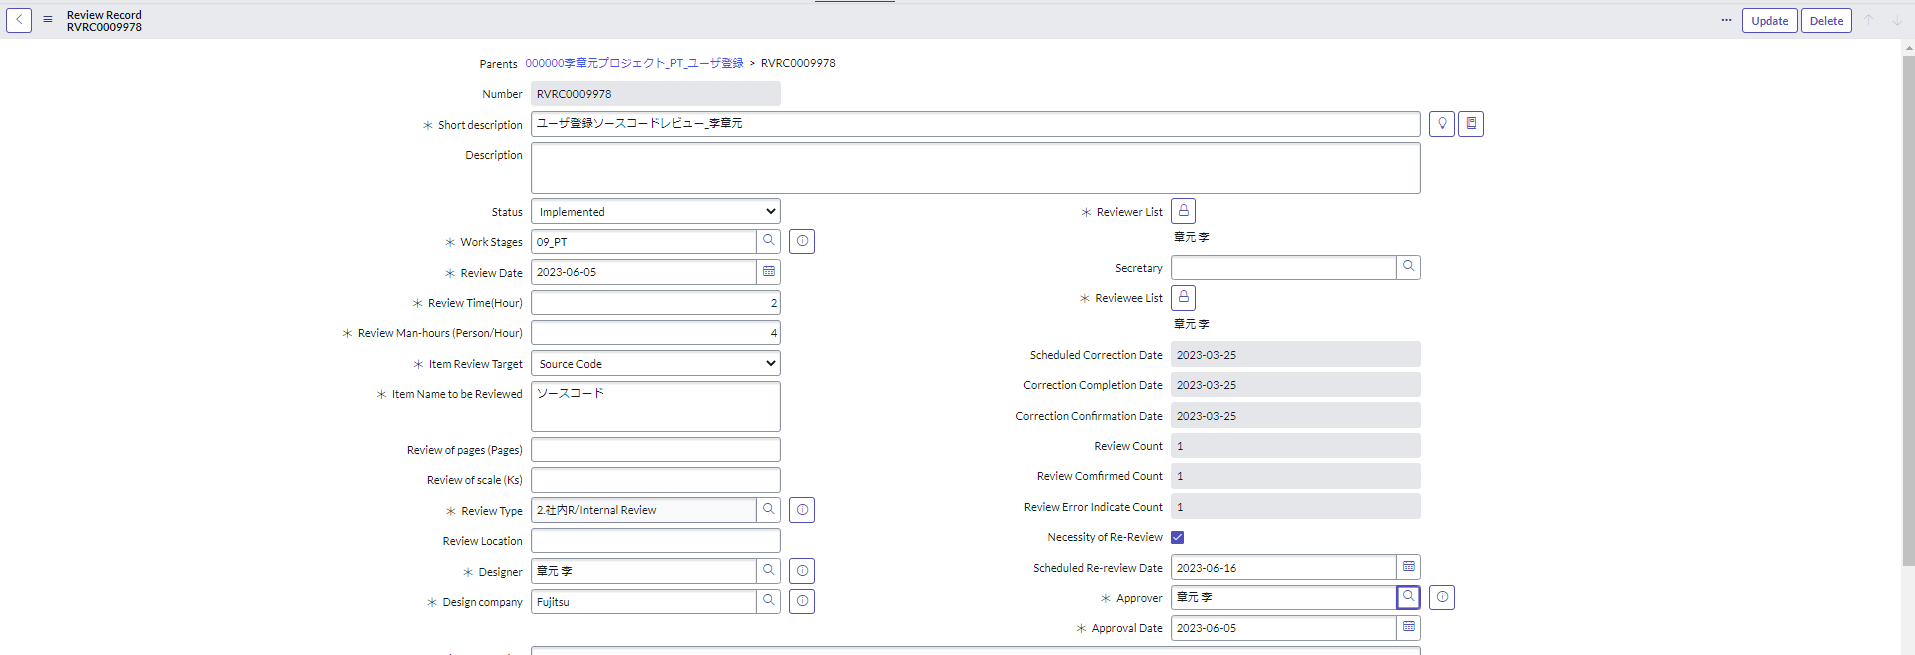 Review Record
RVRC0009978
Update
Delete
Parents 000000李章元プロジェクト_PT_ユーザ登録 > RVRC0009978
Number RVRC0009978
Short description ユーザ登録ソースコードレビュー_李章元
Description
Status Implemented
Work Stages 09_PT
Review Date 2023-06-05
Review Time(Hour) 2
Review Man-hours (Person/Hour) 4
Item Review Target Source Code
Item Name to be Reviewed ソースコード
Review of pages (Pages)
Review of scale (Ks)
Review Type 2.社内R/Internal Review
Review Location
Designer 章元 李
Design company Fujitsu
Reviewer List
章元 李
Secretary
Reviewee List
章元 李
Scheduled Correction Date 2023-03-25
Correction Completion Date 2023-03-25
Correction Confirmation Date 2023-03-25
Review Count 1
Review Comfirmed Count 1
Review Error Indicate Count 1
Necessity of Re-Review
Scheduled Re-review Date 2023-06-16
Approver 章元 李
Approval Date 2023-06-05